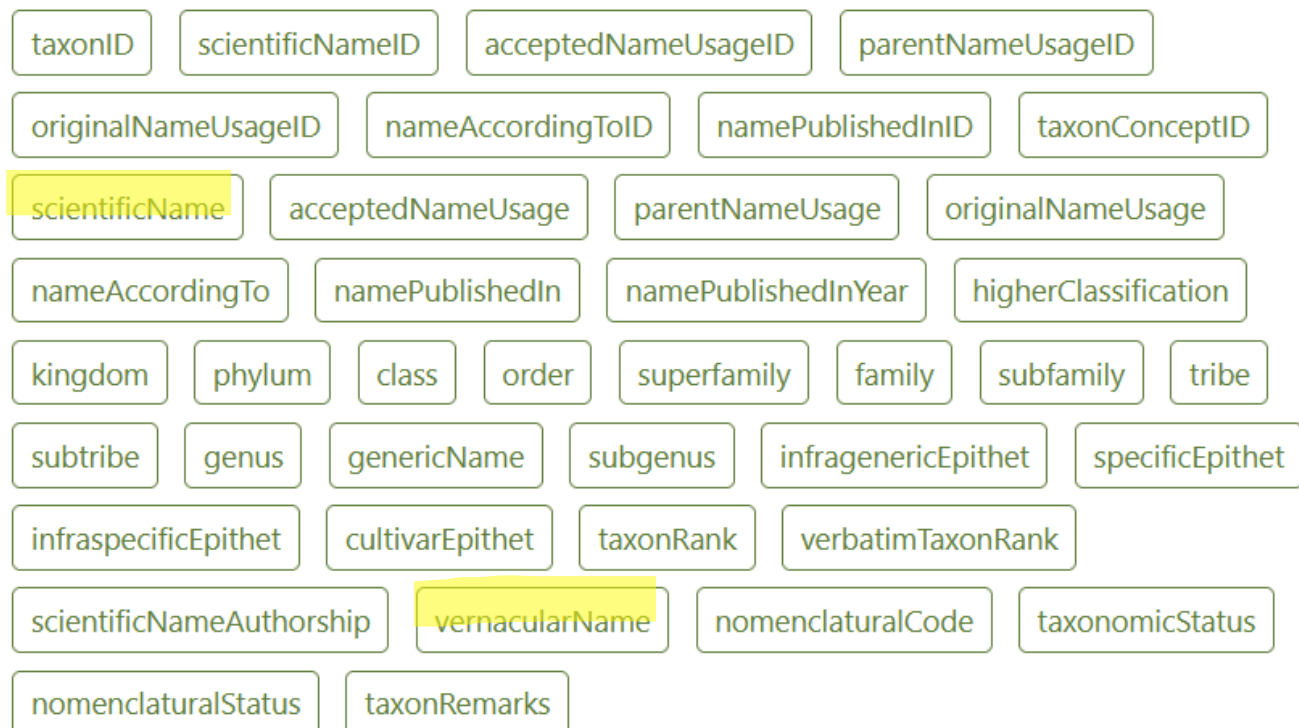 taxonID scientificNameID acceptedNameUsageID parentNameUsageID
originalNameUsageID nameAccordingToID namePublishedInID taxonConceptID
scientificName acceptedNameUsage parentNameUsage originalNameUsage
nameAccordingTo namePublishedIn namePublishedInYear higherClassification
kingdom phylum class order superfamily family subfamily tribe
subtribe genus genericName subgenus infragenericEpithet specificEpithet
infraspecificEpithet cultivarEpithet taxonRank verbatimTaxonRank
scientificNameAuthorship vernacularName nomenclaturalCode taxonomicStatus
nomenclaturalStatus taxonRemarks